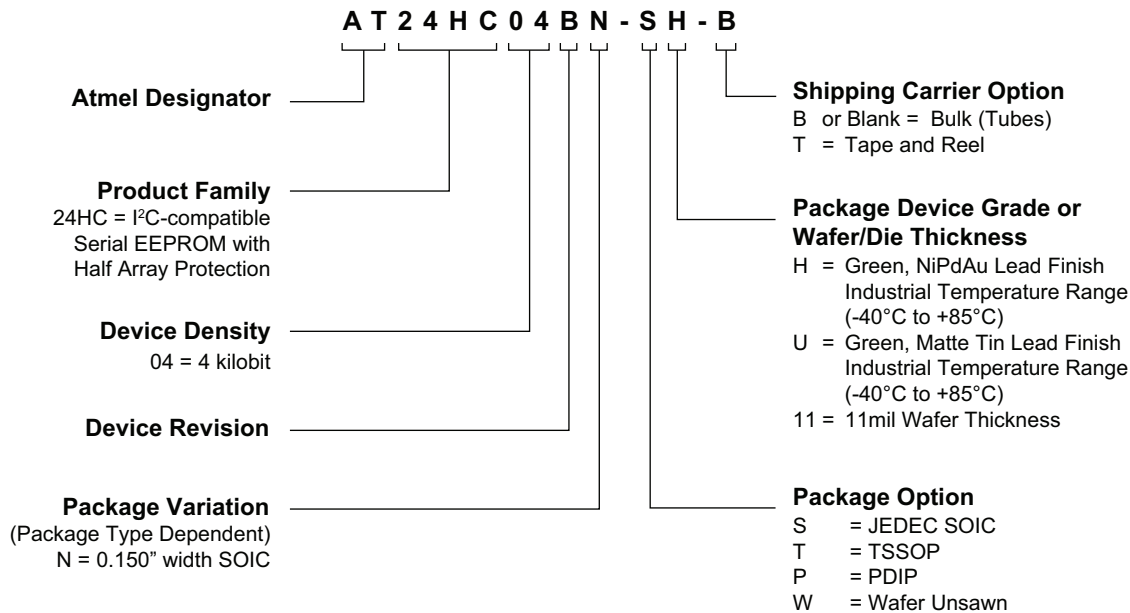 A T 2 4 H C 0 4 B N - S H - B
Atmel Designator
Product Family
24HC = I²C-compatible
Serial EEPROM with
Half Array Protection
Device Density
04 = 4 kilobit
Device Revision
Package Variation
(Package Type Dependent)
N = 0.150” width SOIC
Shipping Carrier Option
B or Blank = Bulk (Tubes)
T = Tape and Reel
Package Device Grade or
Wafer/Die Thickness
H = Green, NiPdAu Lead Finish
Industrial Temperature Range
(-40°C to +85°C)
U = Green, Matte Tin Lead Finish
Industrial Temperature Range
(-40°C to +85°C)
11 = 11mil Wafer Thickness
Package Option
S = JEDEC SOIC
T = TSSOP
P = PDIP
W = Wafer Unsawn